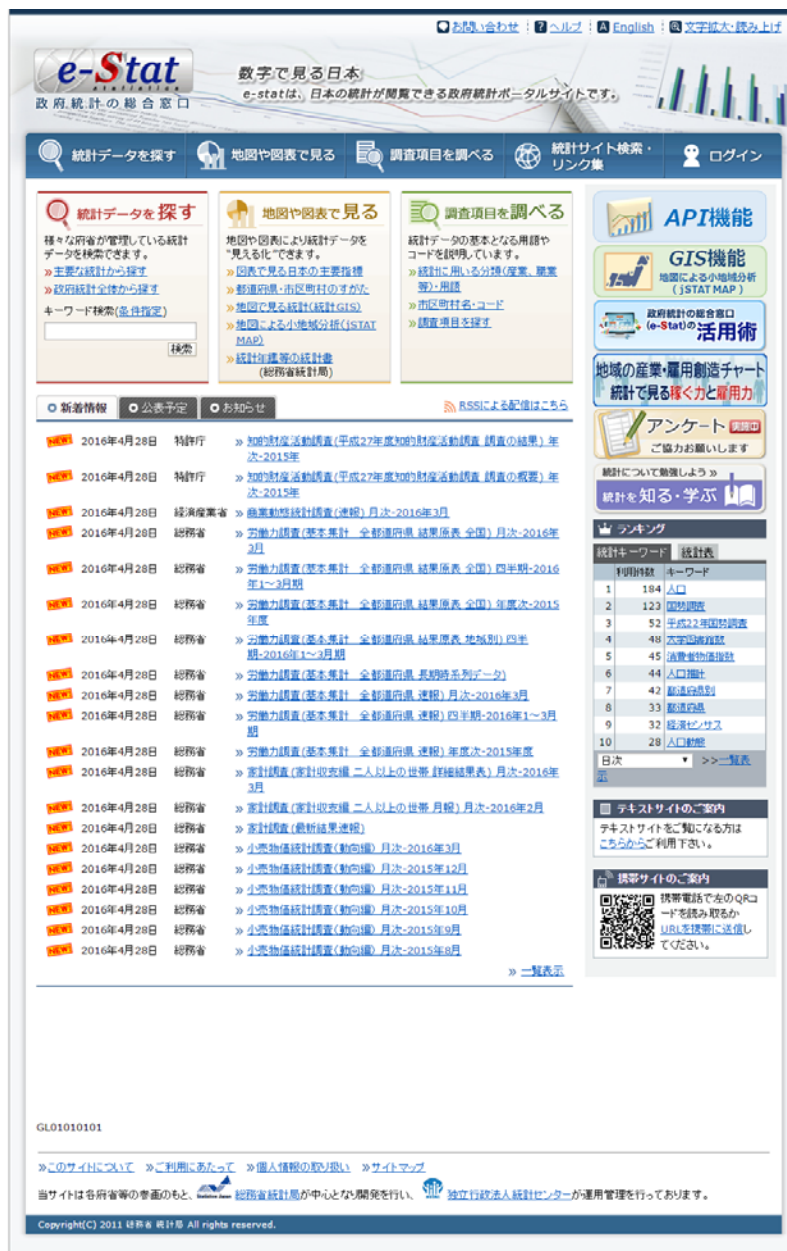 お問い合わせ ヘルプ English 文字拡大・読み上げ
e-Stat
statistics
政府統計の総合窓口
数字で見る日本
e-statは、日本の統計が閲覧できる政府統計ポータルサイトです。
統計データを探す 地図や図表で見る 調査項目を調べる 統計サイト検索・リンク集 ログイン
統計データを探す
様々な府省が管理している統計
データを検索できます。
»主要な統計から探す
»政府統計全体から探す
キーワード検索(条件指定)
検索
地図や図表で見る
地図や図表により統計データを
"見える化"できます。
»図表で見る日本の主要指標
»都道府県・市区町村のすがた
»地図で見る統計(統計GIS)
»地図による小地域分析(jSTAT
MAP)
»統計年鑑等の統計書
(総務省統計局)
調査項目を調べる
統計データの基本となる用語や
コードを説明しています。
»統計に用いる分類(産業、職業
等)・用語
»市区町村名・コード
»調査項目を探す
新着情報 公表予定 お知らせ RSSによる配信はこちら
NEW! 2016年4月28日 特許庁 » 知的財産活動調査(平成27年度知的財産活動調査 調査の結果) 年
次-2015年
NEW! 2016年4月28日 特許庁 » 知的財産活動調査(平成27年度知的財産活動調査 調査の概要) 年
次-2015年
NEW! 2016年4月28日 経済産業省 » 商業動態統計調査(速報) 月次-2016年3月
NEW! 2016年4月28日 総務省 » 労働力調査(基本集計 全都道府県 結果原表 全国) 月次-2016年
3月
NEW! 2016年4月28日 総務省 » 労働力調査(基本集計 全都道府県 結果原表 全国) 四半期-2016
年1～3月期
NEW! 2016年4月28日 総務省 » 労働力調査(基本集計 全都道府県 結果原表 全国) 年度次-2015
年度
NEW! 2016年4月28日 総務省 » 労働力調査(基本集計 全都道府県 結果原表 地域別) 四半
期-2016年1～3月期
NEW! 2016年4月28日 総務省 » 労働力調査(基本集計 全都道府県 長期時系列データ)
NEW! 2016年4月28日 総務省 » 労働力調査(基本集計 全都道府県 速報) 月次-2016年3月
NEW! 2016年4月28日 総務省 » 労働力調査(基本集計 全都道府県 速報) 四半期-2016年1～3月
期
NEW! 2016年4月28日 総務省 » 労働力調査(基本集計 全都道府県 速報) 年度次-2015年度
NEW! 2016年4月28日 総務省 » 家計調査(家計収支編 二人以上の世帯 詳細結果表) 月次-2016年
3月
NEW! 2016年4月28日 総務省 » 家計調査(家計収支編 二人以上の世帯 月報) 月次-2016年2月
NEW! 2016年4月28日 総務省 » 家計調査(最新結果速報)
NEW! 2016年4月28日 総務省 » 小売物価統計調査(動向編) 月次-2016年3月
NEW! 2016年4月28日 総務省 » 小売物価統計調査(動向編) 月次-2015年12月
NEW! 2016年4月28日 総務省 » 小売物価統計調査(動向編) 月次-2015年11月
NEW! 2016年4月28日 総務省 » 小売物価統計調査(動向編) 月次-2015年10月
NEW! 2016年4月28日 総務省 » 小売物価統計調査(動向編) 月次-2015年9月
NEW! 2016年4月28日 総務省 » 小売物価統計調査(動向編) 月次-2015年8月
» 一覧表示
API機能
GIS機能
地図による小地域分析
(jSTAT MAP)
政府統計の総合窓口
(e-Stat)の活用術
地域の産業・雇用創造チャート
統計で見る稼ぐ力と雇用力
アンケート 実施中
ご協力お願いします
統計について勉強しよう »
統計を知る・学ぶ
ランキング
統計キーワード 統計表
利用件数 キーワード
1 184 人口
2 123 国勢調査
3 52 平成22年国勢調査
4 48 大学図書指数
5 45 消費者物価指数
6 44 人口推計
7 42 都道府県別
8 33 都道府県
9 32 経済センサス
10 28 人口動態
日次 >>一覧表
示
テキストサイトのご案内
テキストサイトをご覧になる方は
こちらからご利用下さい。
携帯サイトのご案内
携帯電話で左のQRコ
ードを読み取るか
URLを携帯に送信し
てください。
GL01010101
»このサイトについて »ご利用にあたって »個人情報の取り扱い »サイトマップ
当サイトは各府省等の参画のもと、 総務省統計局が中心となり開発を行い、 独立行政法人統計センターが運用管理を行っております。
Copyright(C) 2011 総務省 統計局 All rights reserved.